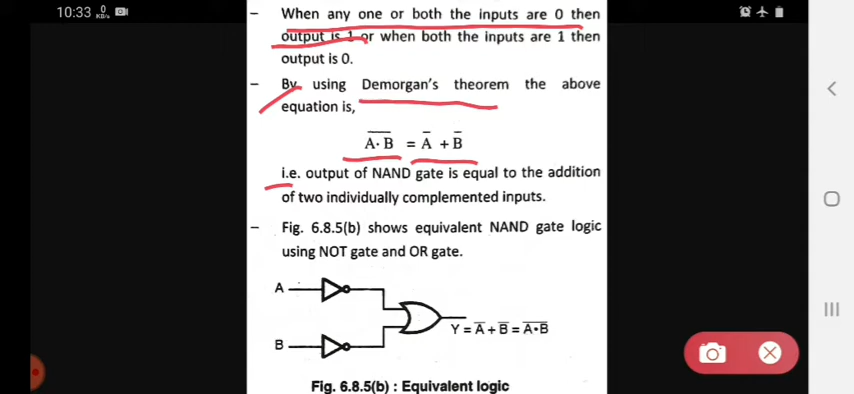 10:33 0 KB/s
– When any one or both the inputs are 0 then
output is 1 or when both the inputs are 1 then
output is 0.
– By using Demorgan's theorem the above
equation is,
A̅·̅B̅ = A̅ + B̅
i.e. output of NAND gate is equal to the addition
of two individually complemented inputs.
– Fig. 6.8.5(b) shows equivalent NAND gate logic
using NOT gate and OR gate.
A
B
Y = A̅ + B̅ = A̅·̅B̅
Fig. 6.8.5(b) : Equivalent logic